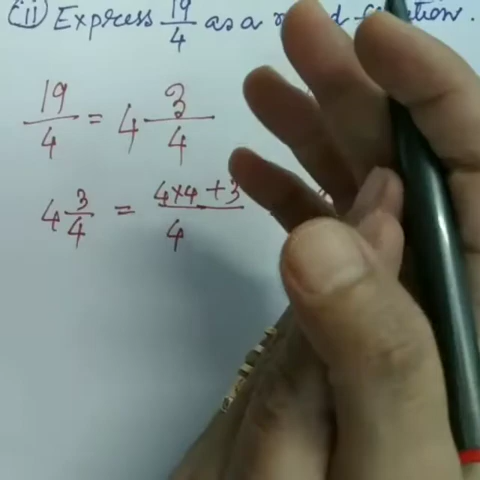 (ii) Express 19/4 as a
19/4 = 4 3/4
4 3/4 = 4×4+3/4